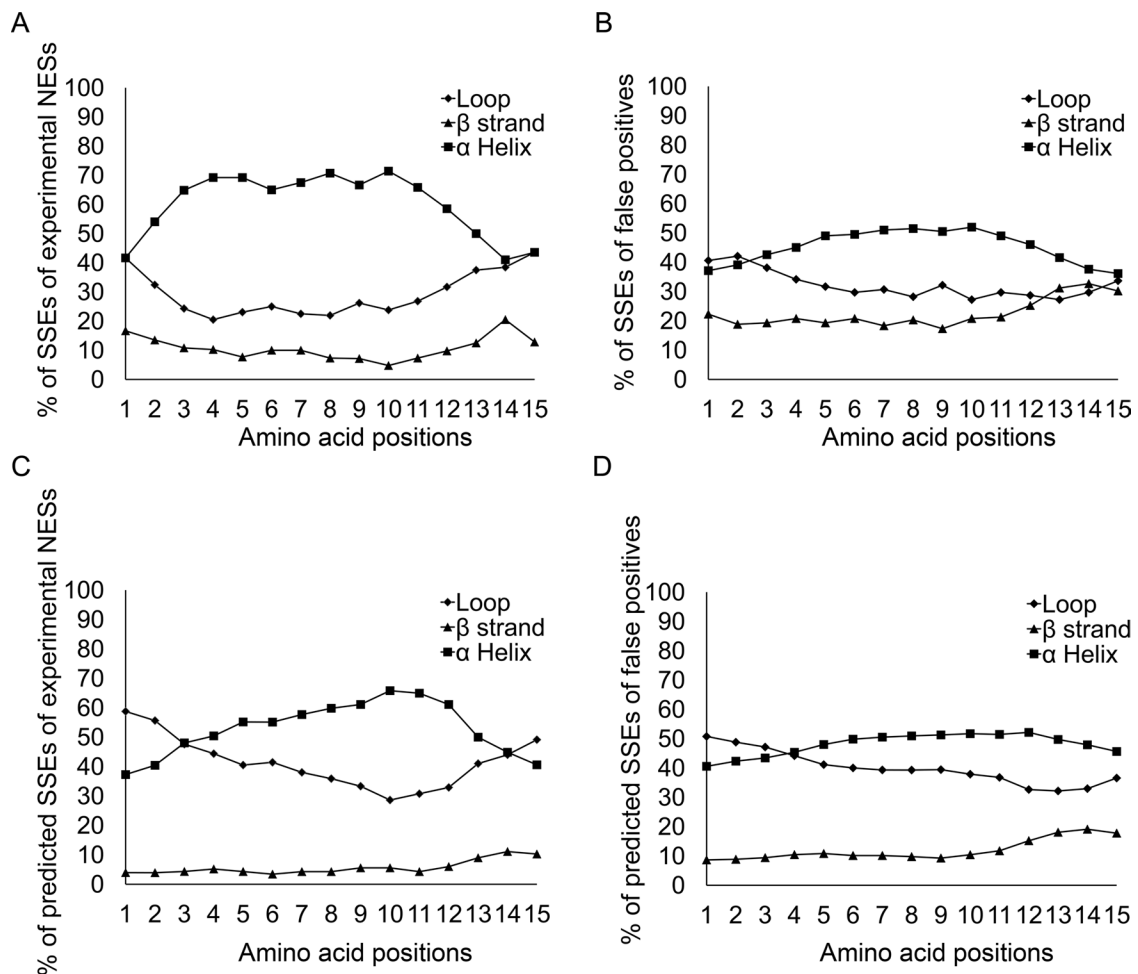 A
% of SSEs of experimental NESs
100
90
80
70
60
50
40
30
20
10
0
Loop
β strand
α Helix
1 2 3 4 5 6 7 8 9 10 11 12 13 14 15
Amino acid positions
B
% of SSEs of false positives
100
90
80
70
60
50
40
30
20
10
0
Loop
β strand
α Helix
1 2 3 4 5 6 7 8 9 10 11 12 13 14 15
Amino acid positions
C
% of predicted SSEs of experimental NESs
100
90
80
70
60
50
40
30
20
10
0
Loop
β strand
α Helix
1 2 3 4 5 6 7 8 9 10 11 12 13 14 15
Amino acid positions
D
% of predicted SSEs of false positives
100
90
80
70
60
50
40
30
20
10
0
Loop
β strand
α Helix
1 2 3 4 5 6 7 8 9 10 11 12 13 14 15
Amino acid positions